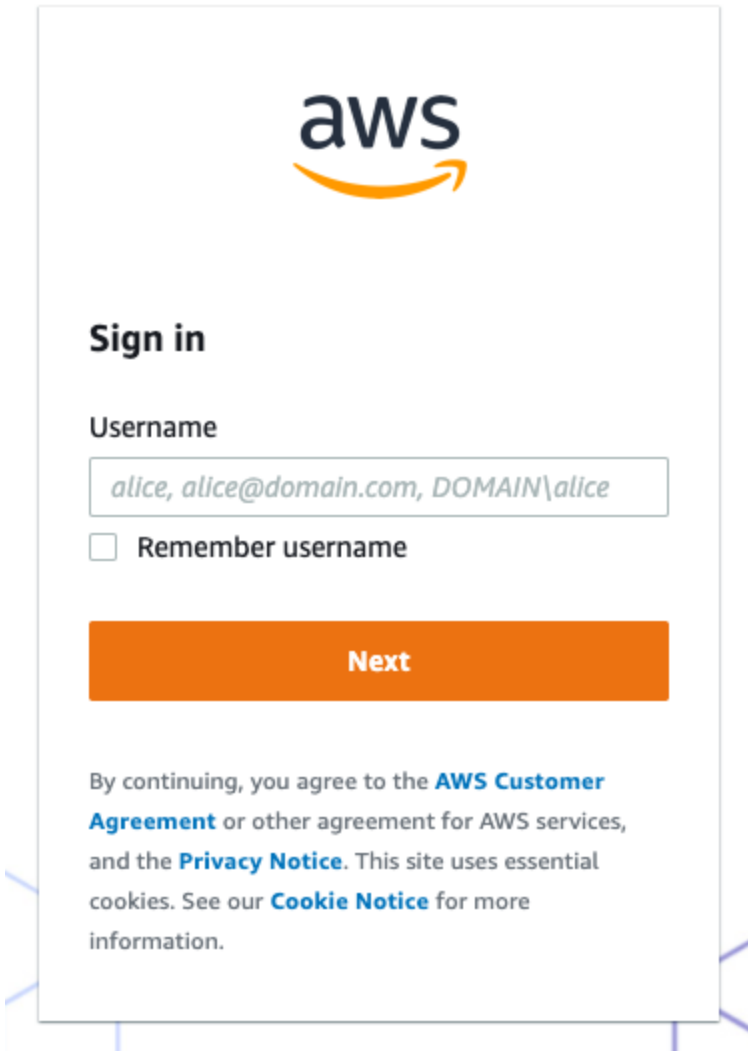 aws
Sign in
Username
alice, alice@domain.com, DOMAIN\alice
Remember username
Next
By continuing, you agree to the AWS Customer
Agreement or other agreement for AWS services,
and the Privacy Notice. This site uses essential
cookies. See our Cookie Notice for more
information.